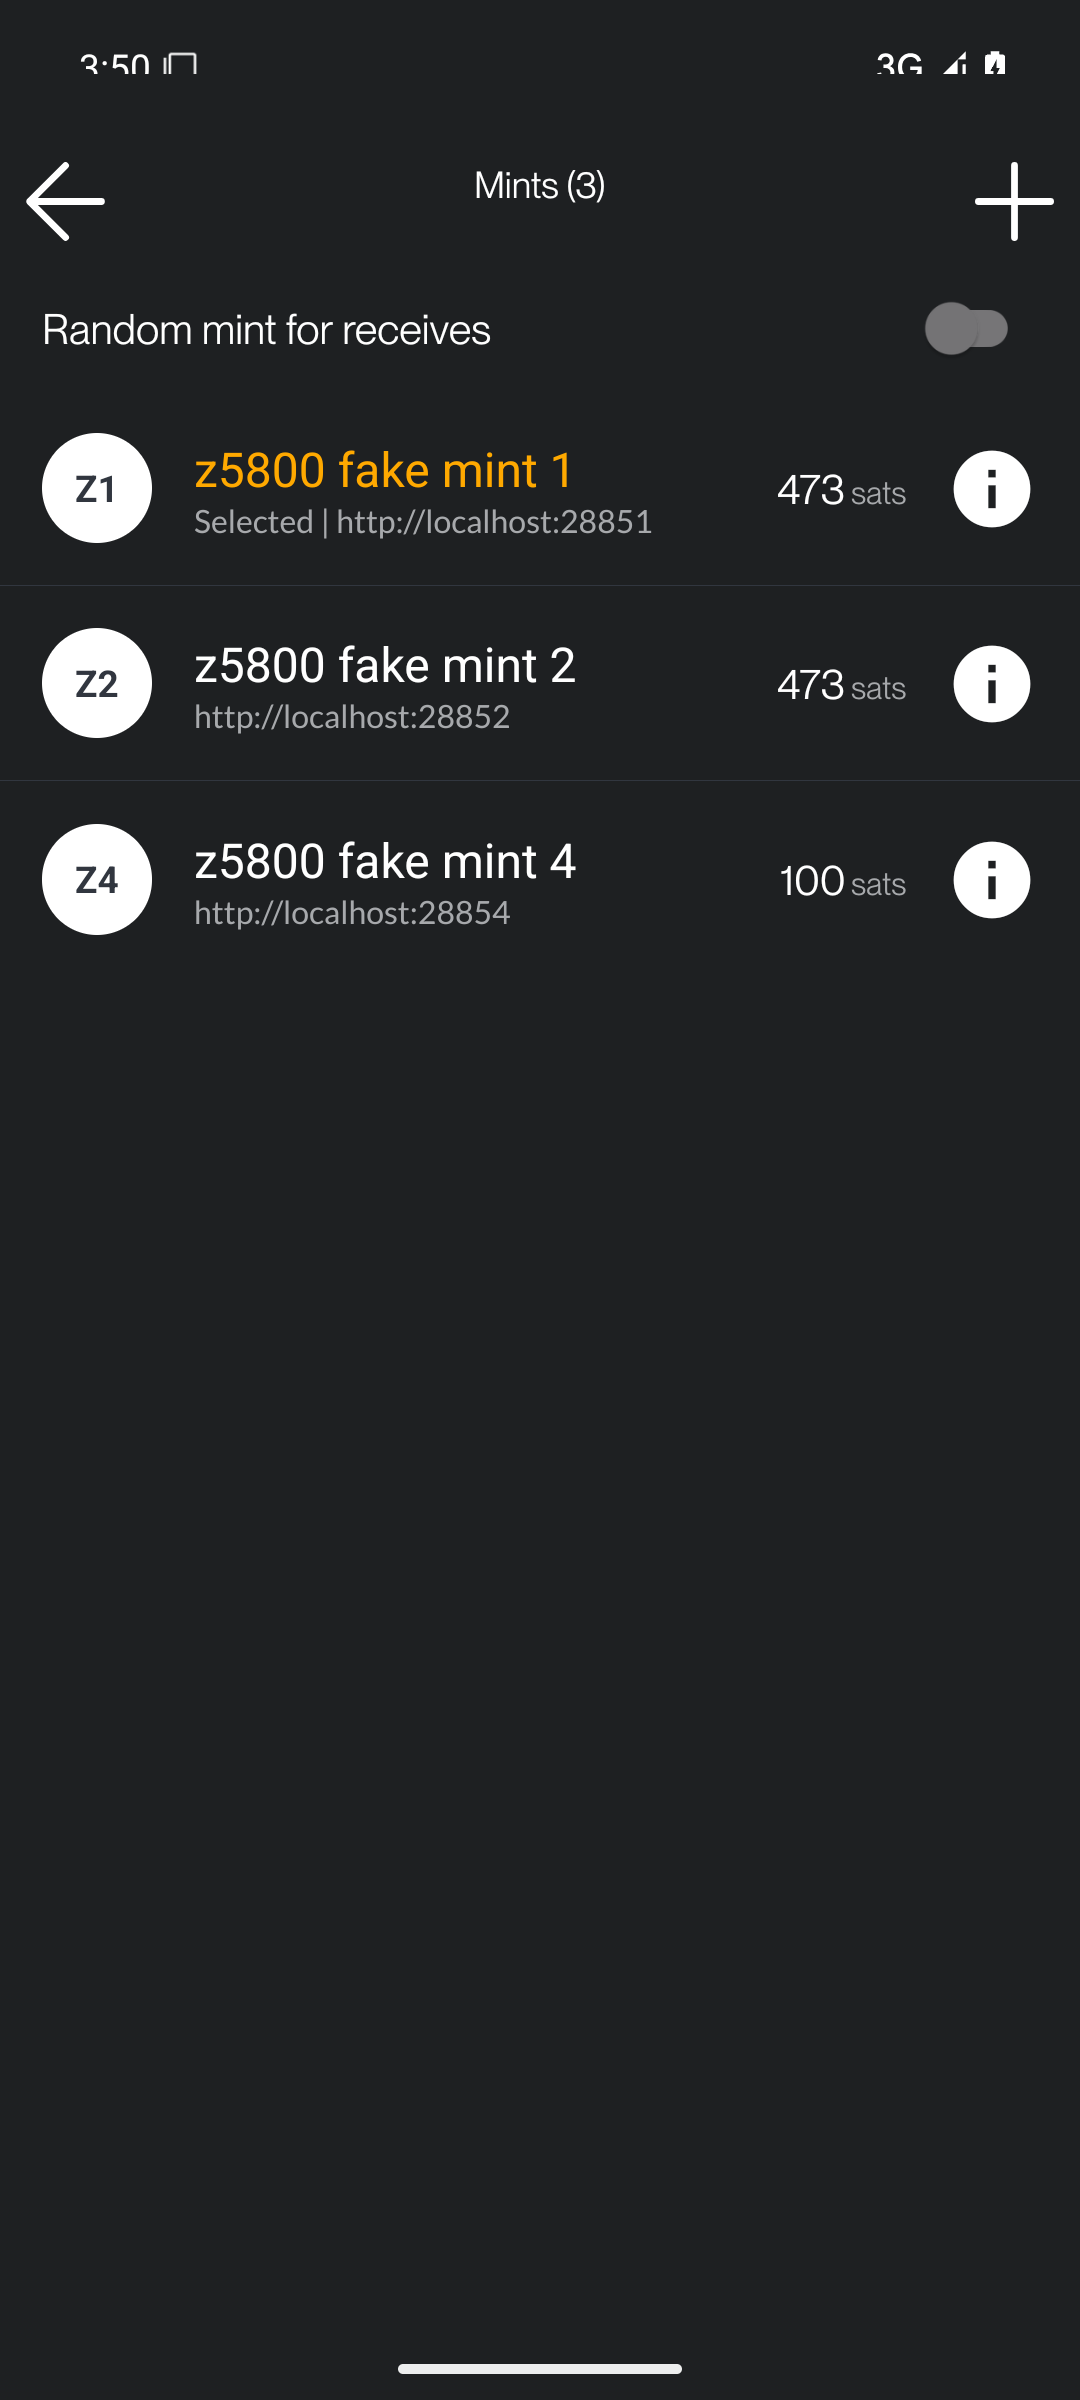 3:50 3G
Mints (3)
Random mint for receives
Z1 z5800 fake mint 1 473 sats
Selected | http://localhost:28851
Z2 z5800 fake mint 2 473 sats
http://localhost:28852
Z4 z5800 fake mint 4 100 sats
http://localhost:28854